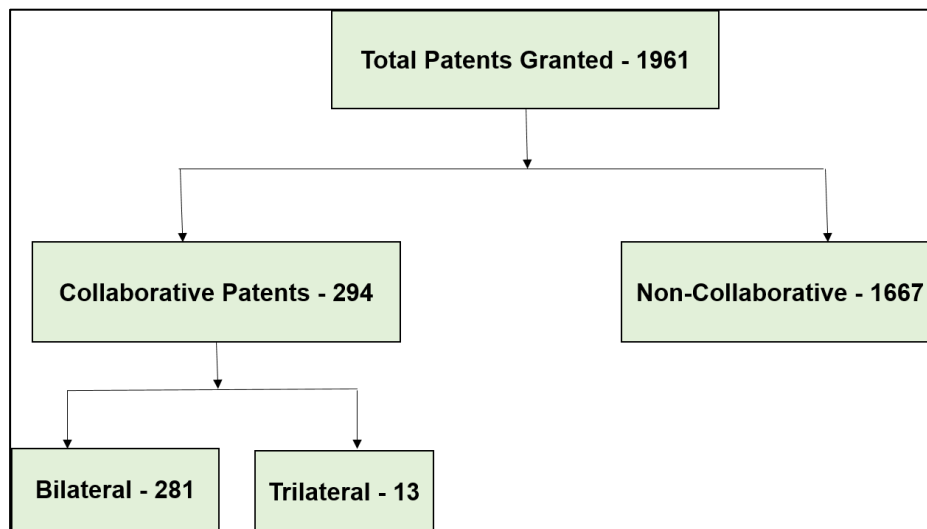 Total Patents Granted - 1961
Collaborative Patents - 294
Non-Collaborative - 1667
Bilateral - 281
Trilateral - 13